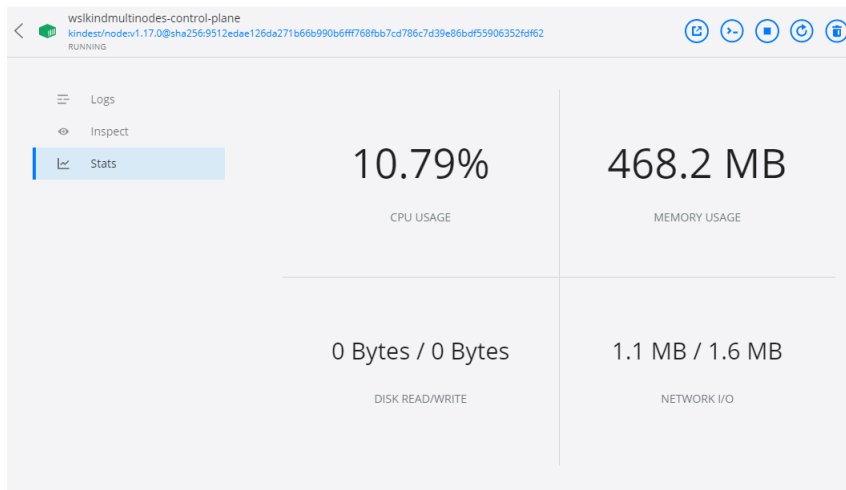 wslkindmultinodes-control-plane
kindest/node:v1.17.0@sha256:9512edae126da271b66b990b6fff768fbb7cd786c7d39e86bdf55906352fdf62
RUNNING
Logs
Inspect
Stats
10.79%
CPU USAGE
468.2 MB
MEMORY USAGE
0 Bytes / 0 Bytes
DISK READ/WRITE
1.1 MB / 1.6 MB
NETWORK I/O